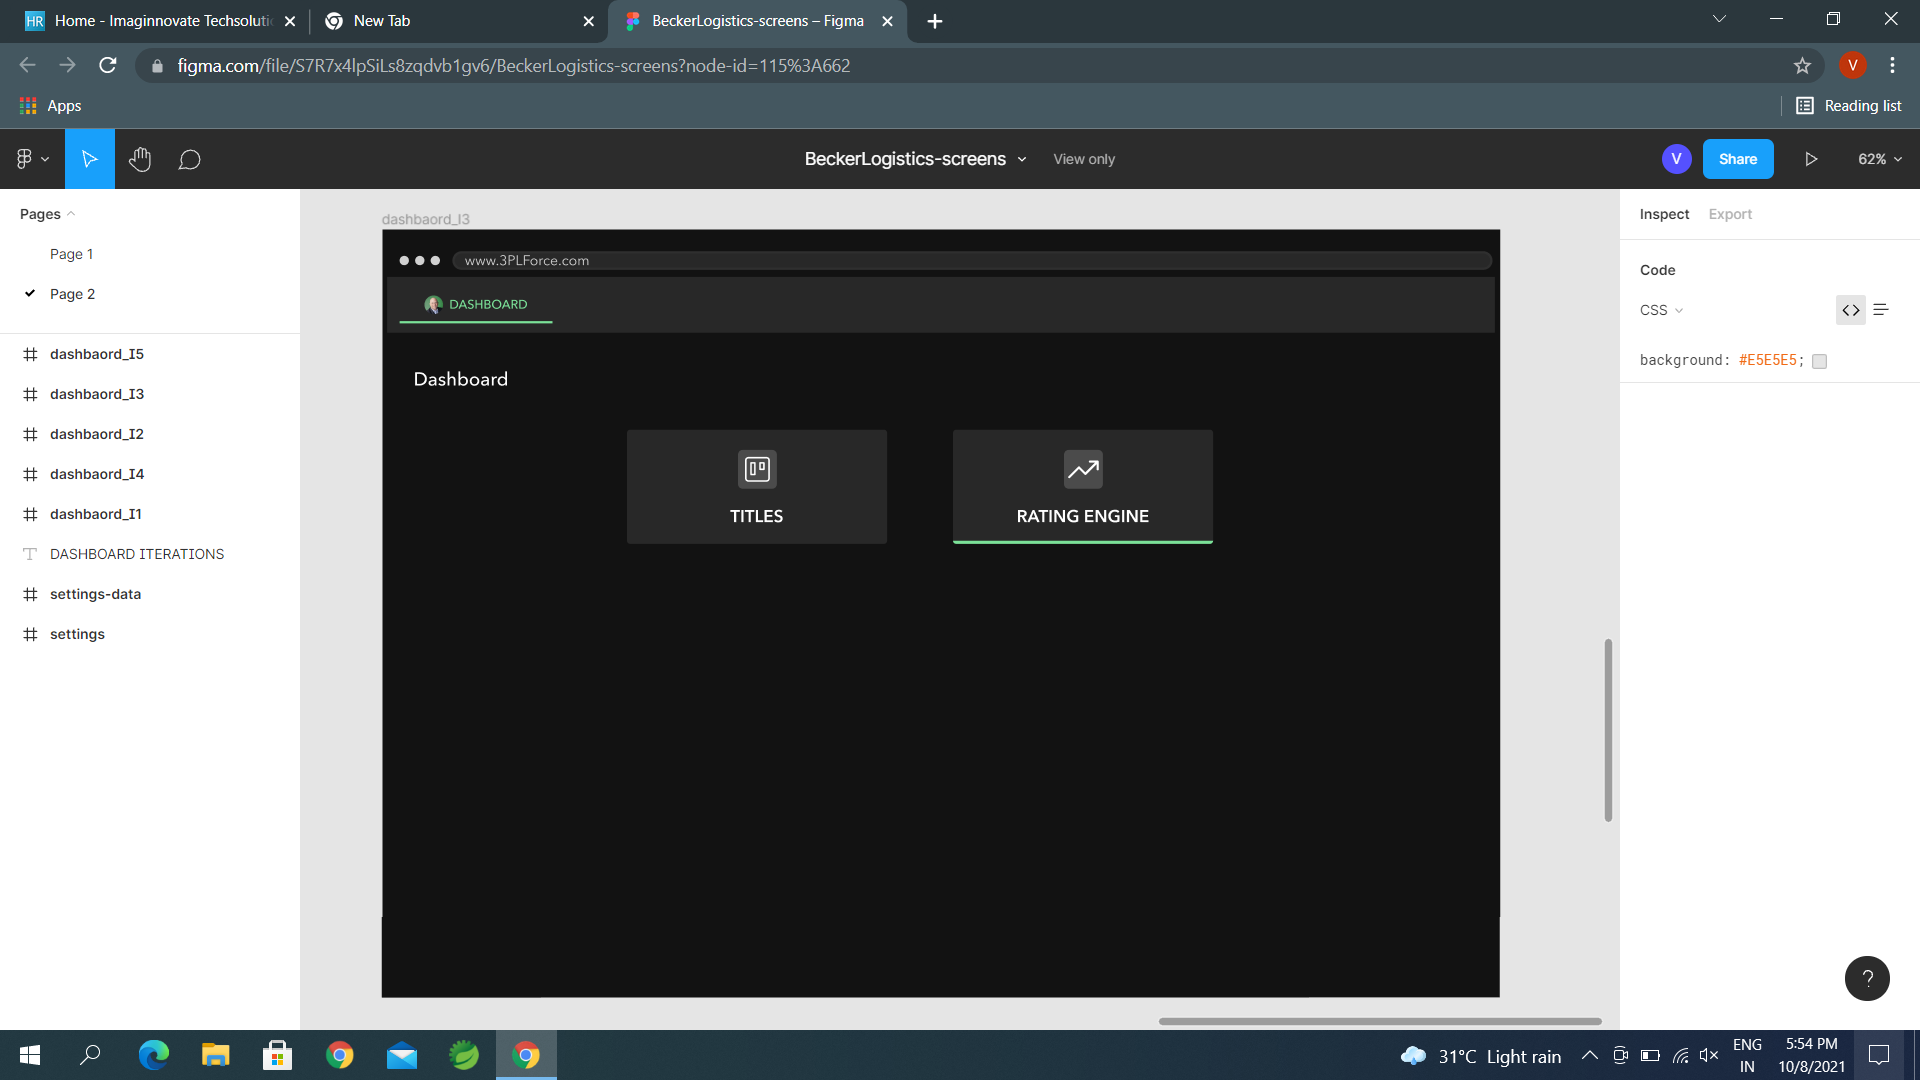 HR Home - Imaginnovate Techsoluti
New Tab
BeckerLogistics-screens – Figma
figma.com/file/S7R7x4lpSiLs8zqdvb1gv6/BeckerLogistics-screens?node-id=115%3A662
V
Apps
Reading list
BeckerLogistics-screens
View only
V
Share
62%
Pages
Page 1
Page 2
dashbaord_I5
dashbaord_I3
dashbaord_I2
dashbaord_I4
dashbaord_I1
DASHBOARD ITERATIONS
settings-data
settings
dashbaord_I3
www.3PLForce.com
DASHBOARD
Dashboard
TITLES
RATING ENGINE
Inspect Export
Code
CSS
background: #E5E5E5;
?
31°C Light rain
ENG
IN
5:54 PM
10/8/2021